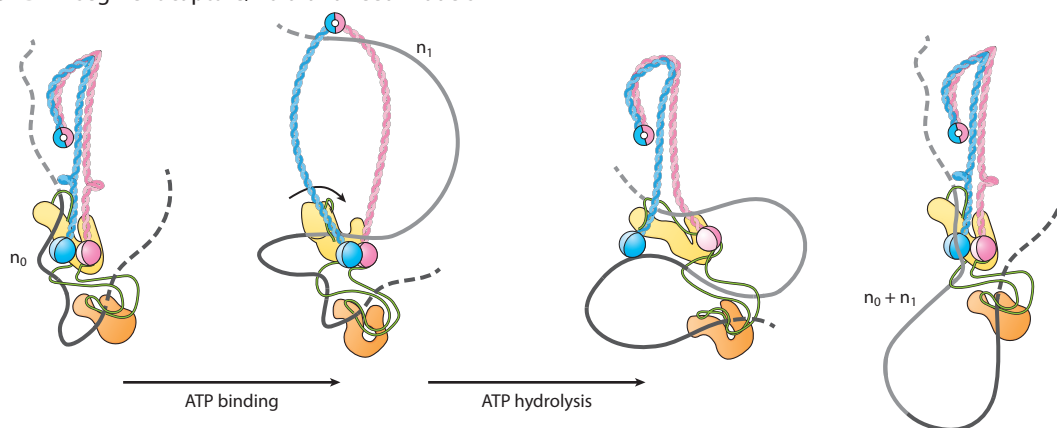 n₁
n₀
n₀ + n₁
ATP binding
ATP hydrolysis